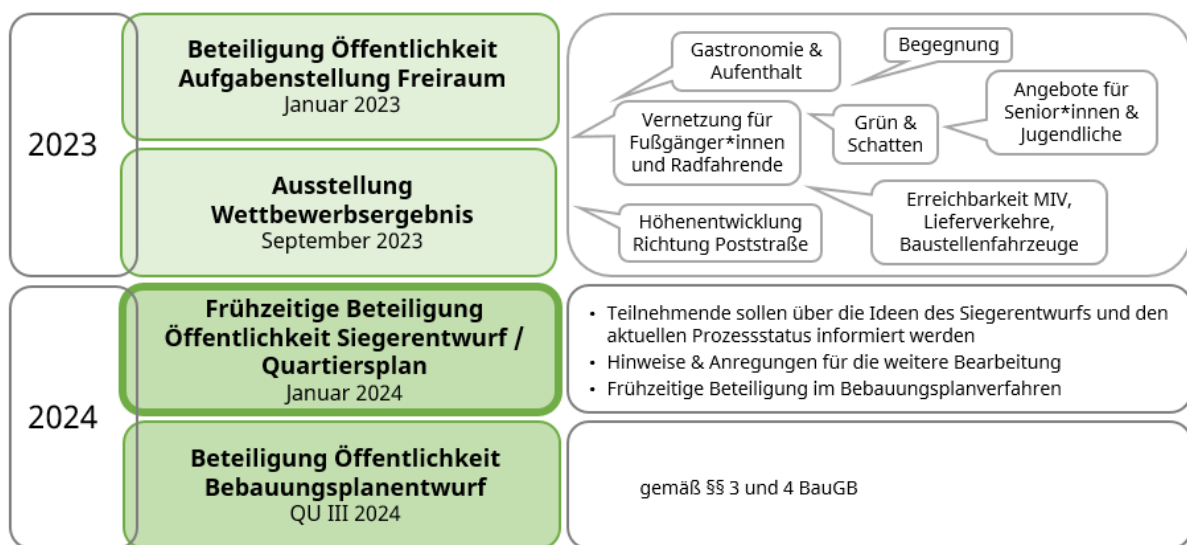 2023
Beteiligung Öffentlichkeit
Aufgabenstellung Freiraum
Januar 2023
Ausstellung
Wettbewerbsergebnis
September 2023
Gastronomie &
Aufenthalt
Begegnung
Vernetzung für
Fußgänger*innen
und Radfahrende
Grün &
Schatten
Angebote für
Senior*innen &
Jugendliche
Höhenentwicklung
Richtung Poststraße
Erreichbarkeit MIV,
Lieferverkehre,
Baustellenfahrzeuge
2024
Frühzeitige Beteiligung
Öffentlichkeit Siegerentwurf /
Quartiersplan
Januar 2024
• Teilnehmende sollen über die Ideen des Siegerentwurfs und den
aktuellen Prozessstatus informiert werden
• Hinweise & Anregungen für die weitere Bearbeitung
• Frühzeitige Beteiligung im Bebauungsplanverfahren
Beteiligung Öffentlichkeit
Bebauungsplanentwurf
QU III 2024
gemäß §§ 3 und 4 BauGB